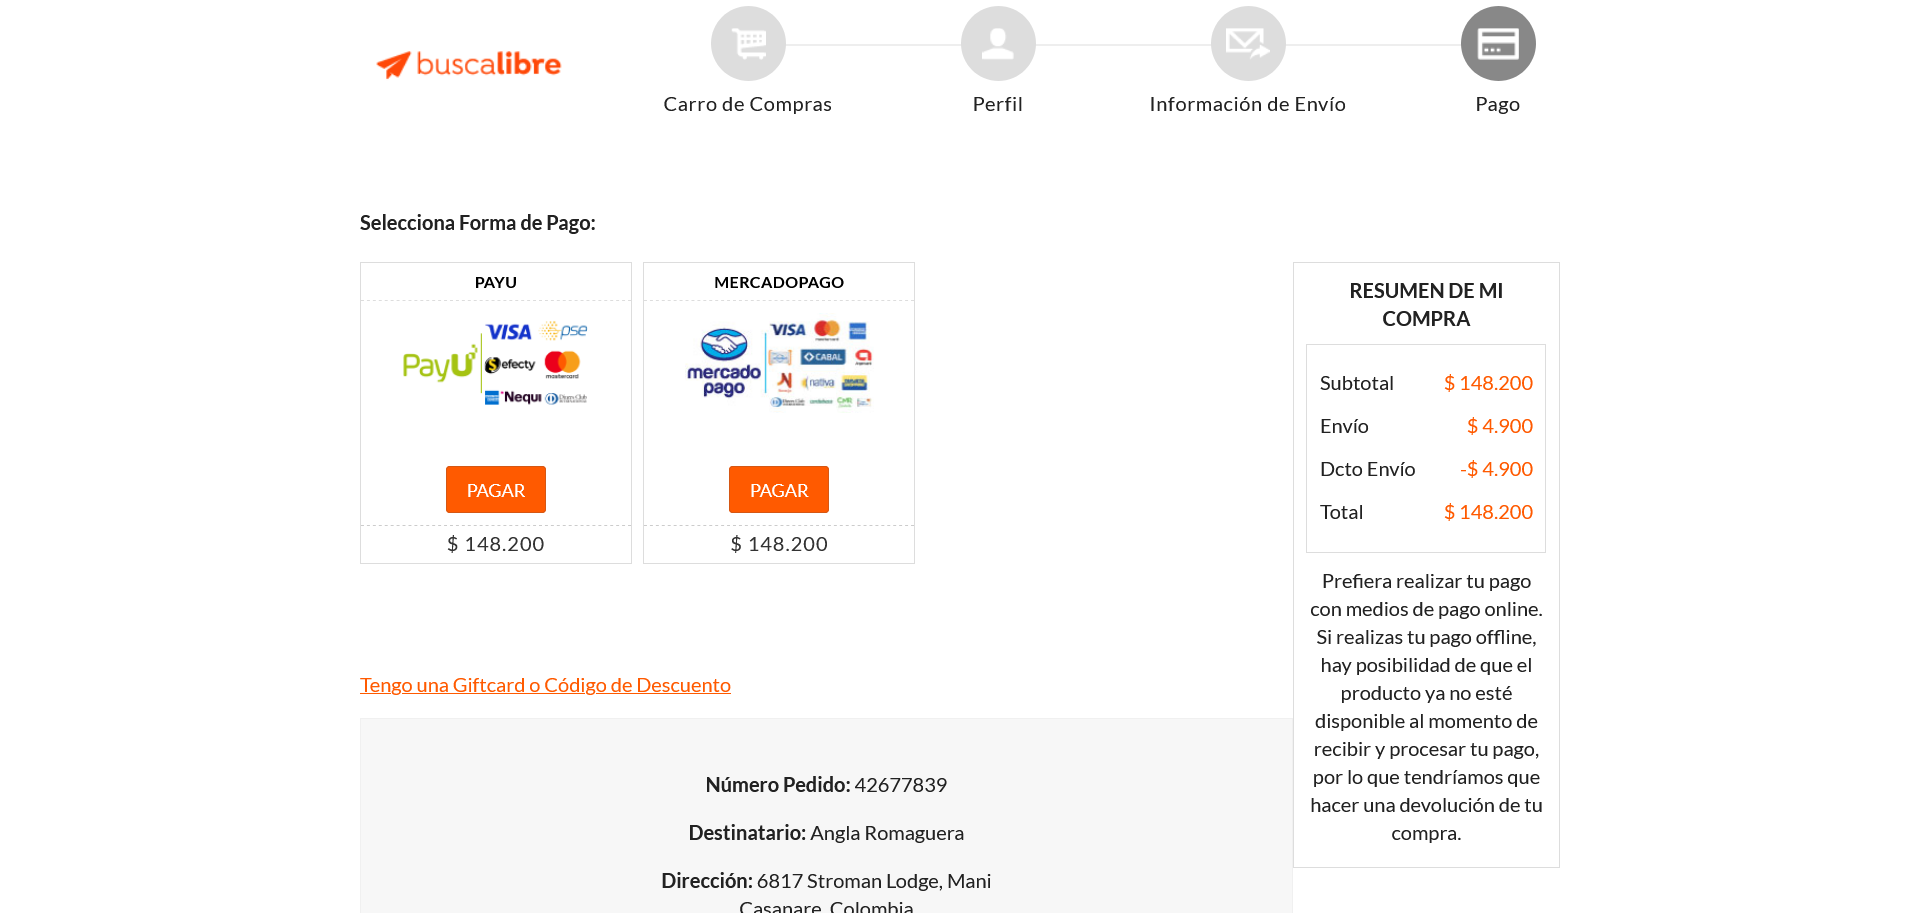 buscalibre
Carro de Compras
Perfil
Información de Envío
Pago
Selecciona Forma de Pago:
PAYU
PayU
VISA pse
efecty mastercard
Nequi Diners Club
PAGAR
$ 148.200
MERCADOPAGO
mercado
pago
VISA mastercard
CABAL
nativa
CMR
PAGAR
$ 148.200
RESUMEN DE MI
COMPRA
Subtotal $ 148.200
Envío $ 4.900
Dcto Envío -$ 4.900
Total $ 148.200
Prefiera realizar tu pago
con medios de pago online.
Si realizas tu pago offline,
hay posibilidad de que el
producto ya no esté
disponible al momento de
recibir y procesar tu pago,
por lo que tendríamos que
hacer una devolución de tu
compra.
Tengo una Giftcard o Código de Descuento
Número Pedido: 42677839
Destinatario: Angla Romaguera
Dirección: 6817 Stroman Lodge, Mani
Casanare, Colombia